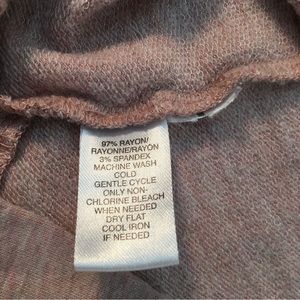 97% RAYON/
RAYONNE/RAYÓN
3% SPANDEX
MACHINE WASH
COLD
GENTLE CYCLE
ONLY NON-
CHLORINE BLEACH
WHEN NEEDED
DRY FLAT
COOL IRON
IF NEEDED